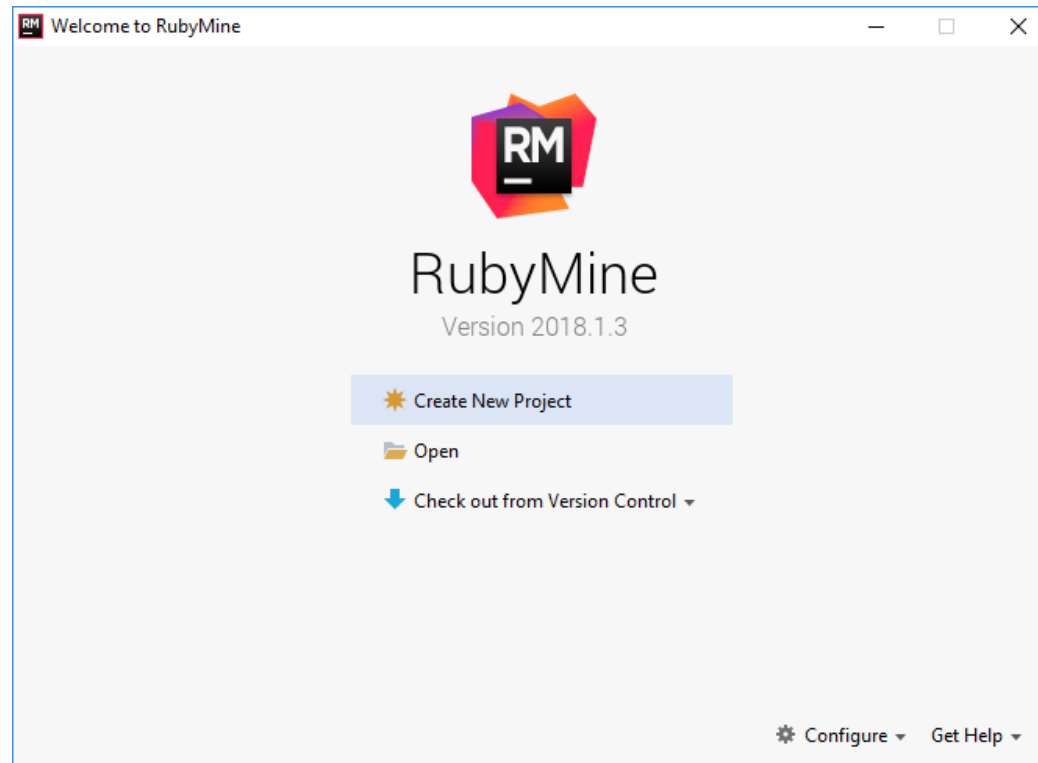 RM Welcome to RubyMine
RM
RubyMine
Version 2018.1.3
Create New Project
Open
Check out from Version Control
Configure Get Help